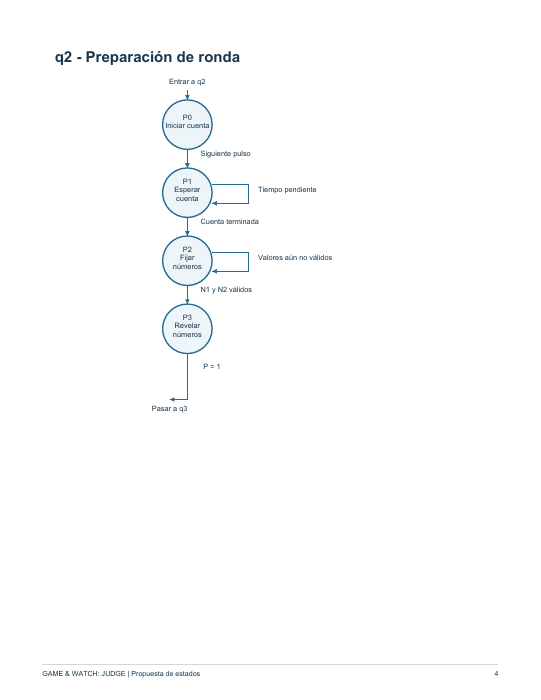 q2 - Preparación de ronda
Entrar a q2
P0
Iniciar cuenta
Siguiente pulso
P1
Esperar
cuenta
Tiempo pendiente
Cuenta terminada
P2
Fijar
números
Valores aún no válidos
N1 y N2 válidos
P3
Revelar
números
P = 1
Pasar a q3
GAME & WATCH: JUDGE | Propuesta de estados
4